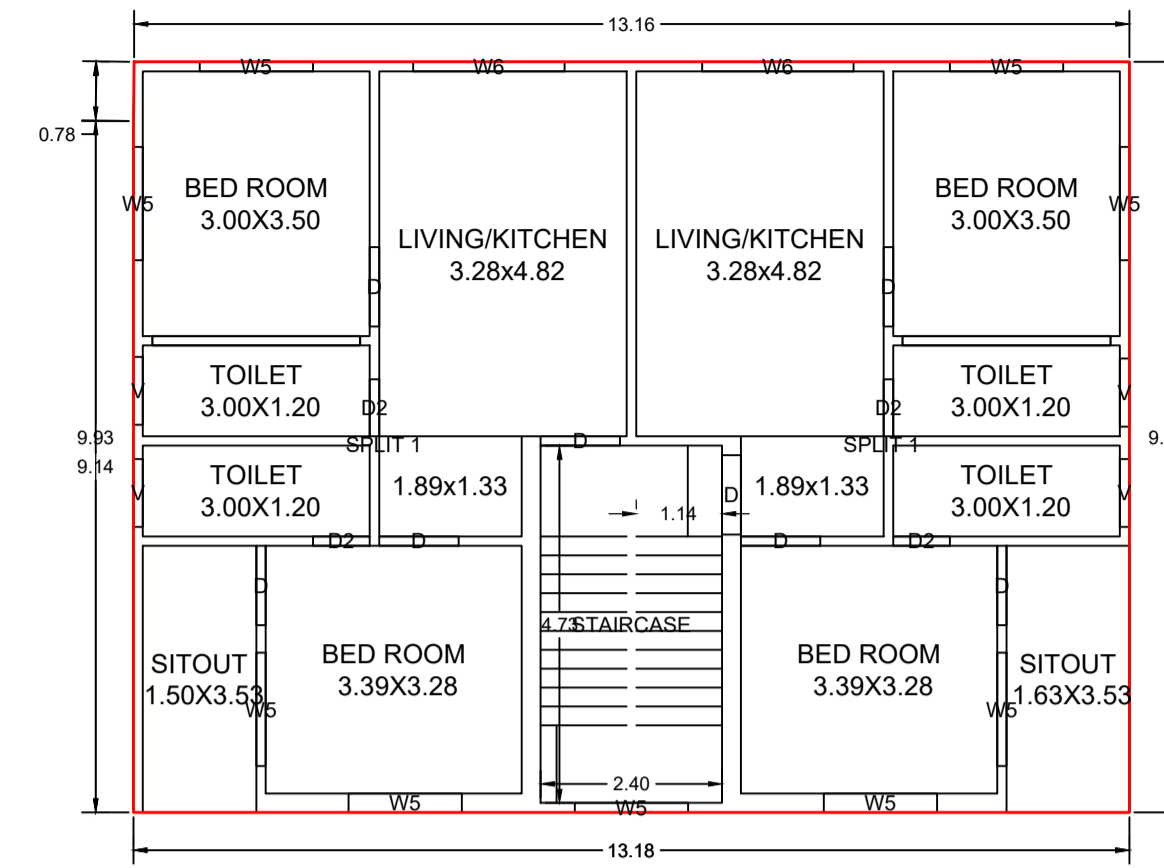 13.16
W5
W6
W6
W5
0.78
W5
BED ROOM
3.00X3.50
LIVING/KITCHEN
3.28x4.82
LIVING/KITCHEN
3.28x4.82
BED ROOM
3.00X3.50
W5
D
D
TOILET
3.00X1.20
V
D2
TOILET
3.00X1.20
V
D2
9.93
9.14
SPLIT 1
D
SPLIT 1
9.
TOILET
3.00X1.20
V
1.89x1.33
1.14
D
1.89x1.33
TOILET
3.00X1.20
V
D2
D
D
D2
D
D
4.73
STAIRCASE
SITOUT
1.50X3.53
W5
BED ROOM
3.39X3.28
BED ROOM
3.39X3.28
W5
SITOUT
1.63X3.53
2.40
W5
W5
W5
13.18